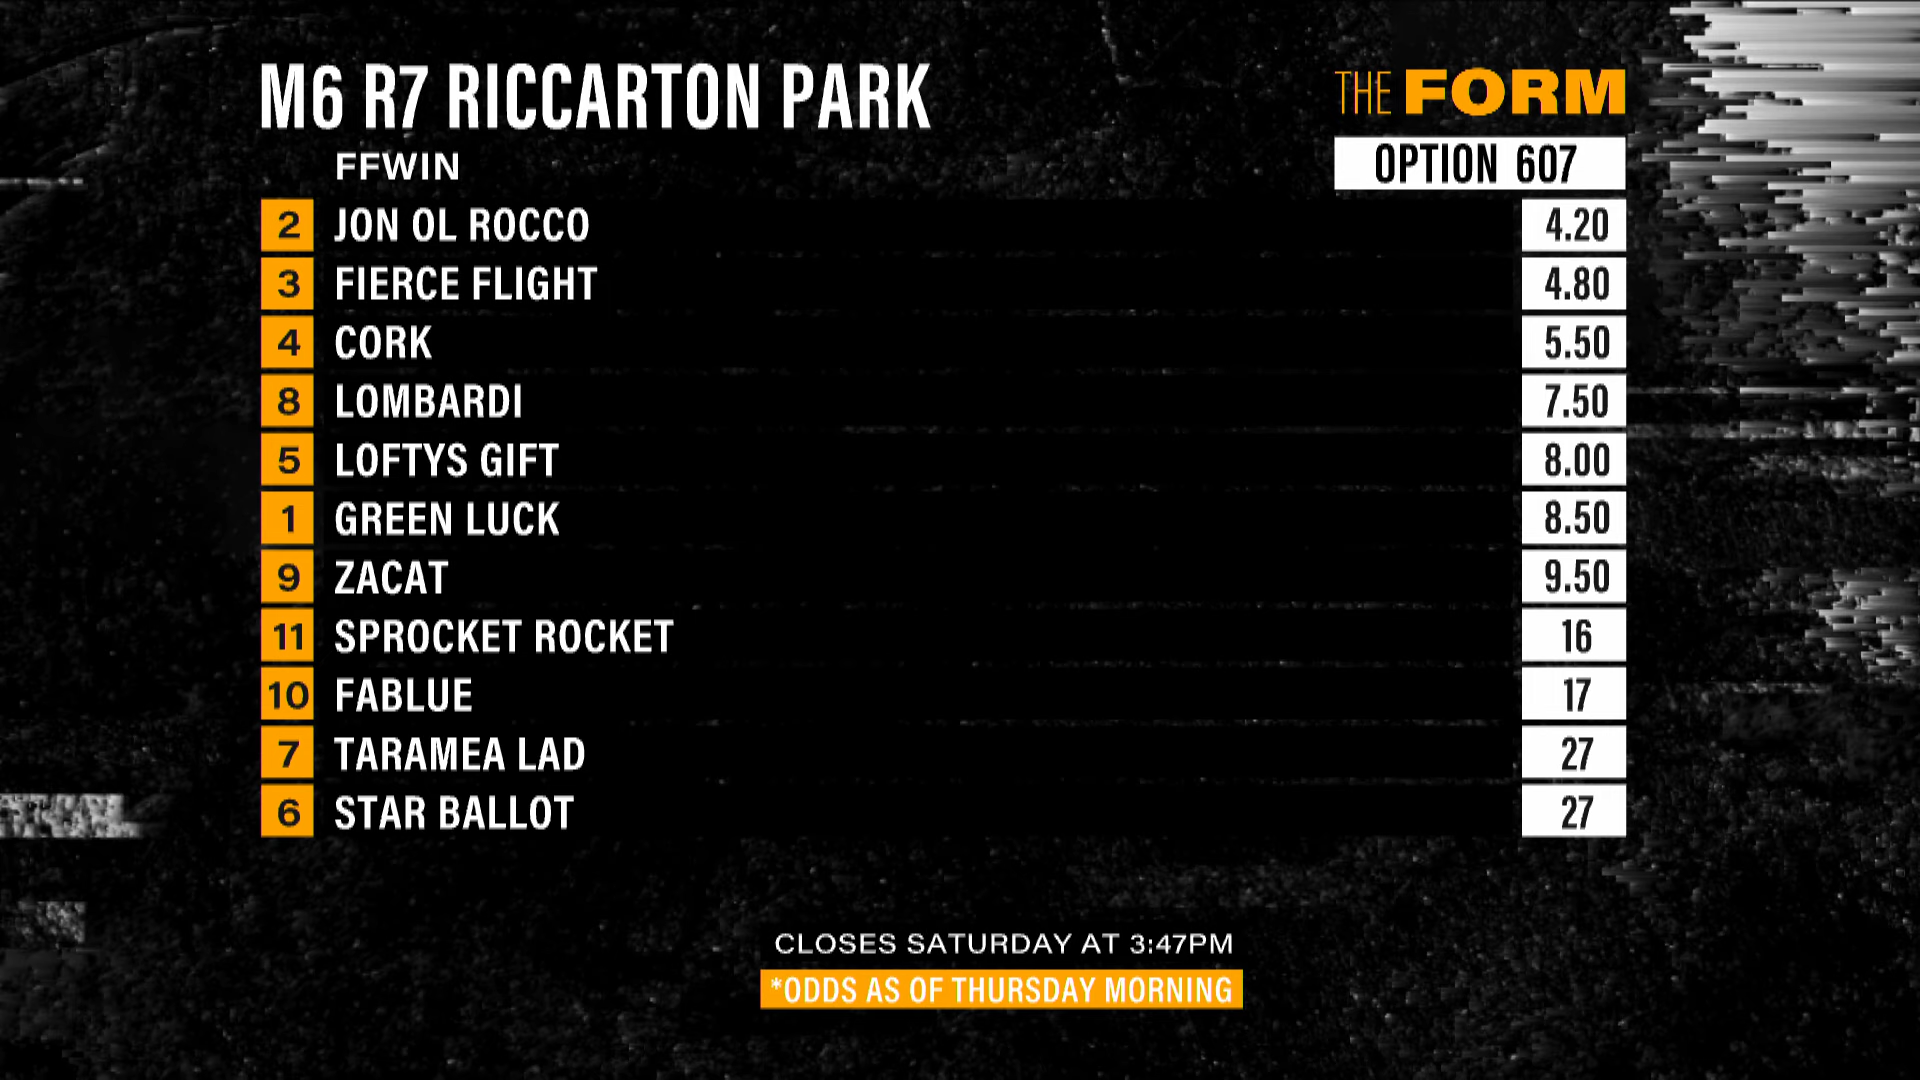 M6 R7 RICCARTON PARK
THE FORM
FFWIN
OPTION 607
2 JON OL ROCCO 4.20
3 FIERCE FLIGHT 4.80
4 CORK 5.50
8 LOMBARDI 7.50
5 LOFTYS GIFT 8.00
1 GREEN LUCK 8.50
9 ZACAT 9.50
11 SPROCKET ROCKET 16
10 FABLUE 17
7 TARAMEA LAD 27
6 STAR BALLOT 27
CLOSES SATURDAY AT 3:47PM
*ODDS AS OF THURSDAY MORNING